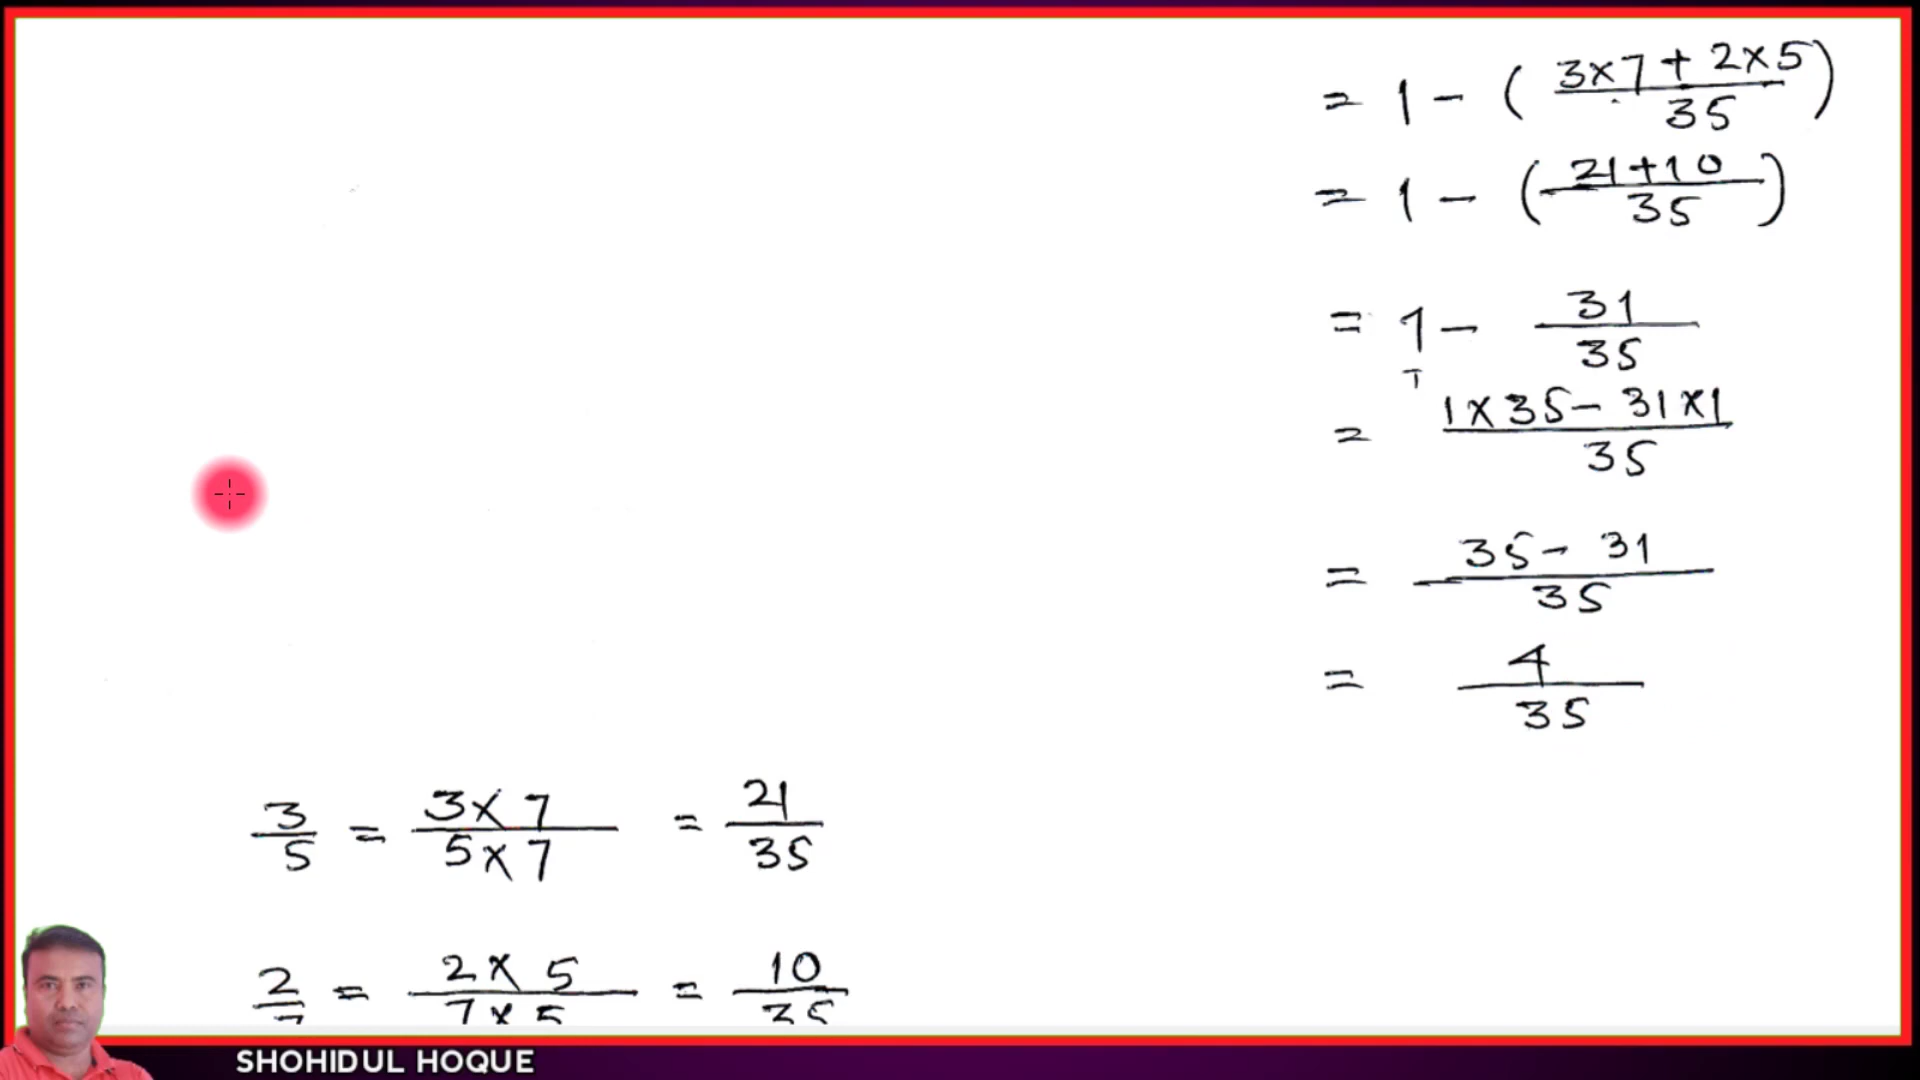 = 1 - ( 3×7 + 2×5 / 35 )
= 1 - ( 21+10 / 35 )
= 1 - 31 / 35
= 1×35 - 31×1 / 35
= 35 - 31 / 35
= 4 / 35
3 / 5 = 3×7 / 5×7 = 21 / 35
2 / 7 = 2×5 / 7×5 = 10 / 35
SHOHIDUL HOQUE